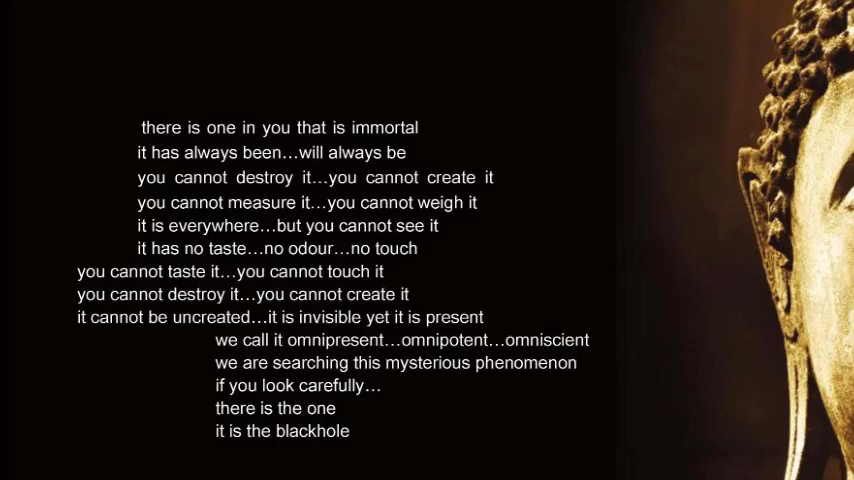 there is one in you that is immortal
it has always been...will always be
you cannot destroy it...you cannot create it
you cannot measure it...you cannot weigh it
it is everywhere...but you cannot see it
it has no taste...no odour...no touch
you cannot taste it...you cannot touch it
you cannot destroy it...you cannot create it
it cannot be uncreated...it is invisible yet it is present
we call it omnipresent...omnipotent...omniscient
we are searching this mysterious phenomenon
if you look carefully...
there is the one
it is the blackhole